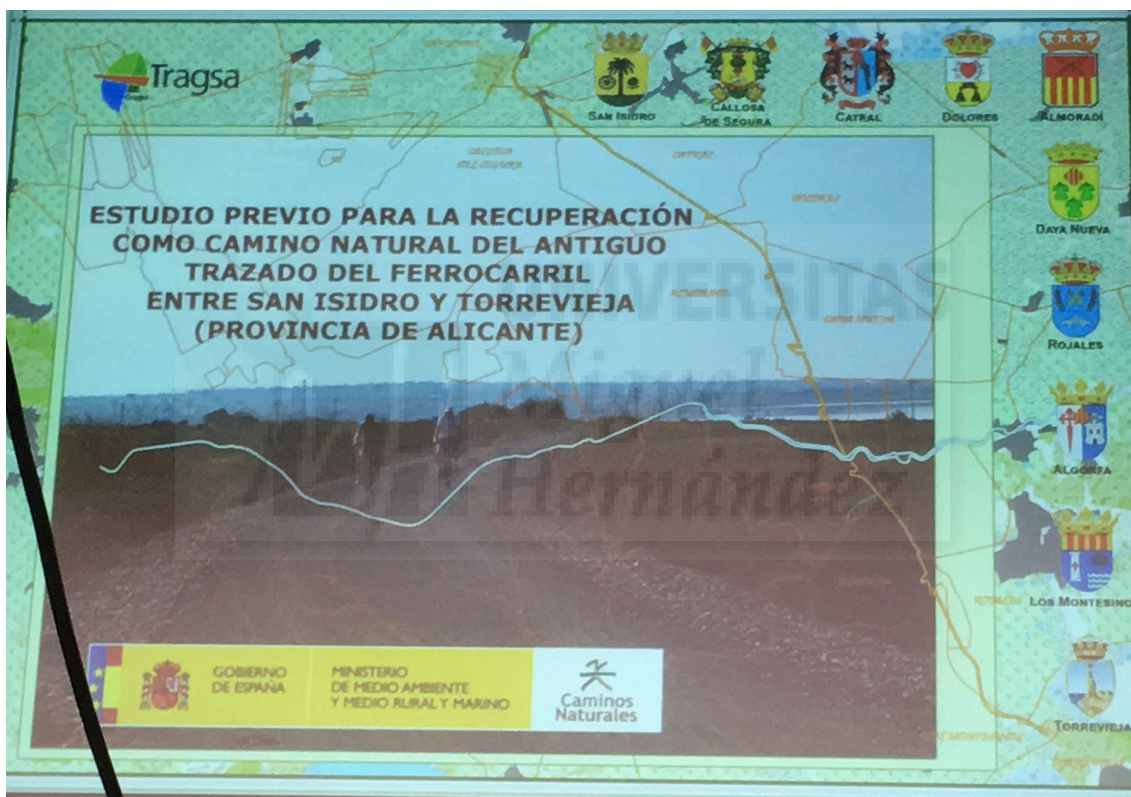 Tragsa
SAN ISIDRO
CALLOSA
DE SEGURA
CATRAL
DOLORES
ALMORADÍ
DAYA NUEVA
ROJALES
ALGORFA
LOS MONTESINO
TORREVIEJA
ESTUDIO PREVIO PARA LA RECUPERACIÓN
COMO CAMINO NATURAL DEL ANTIGUO
TRAZADO DEL FERROCARRIL
ENTRE SAN ISIDRO Y TORREVIEJA
(PROVINCIA DE ALICANTE)
UNIVERSITAS
Miguel
Hernández
GOBIERNO
DE ESPAÑA
MINISTERIO
DE MEDIO AMBIENTE
Y MEDIO RURAL Y MARINO
Caminos
Naturales